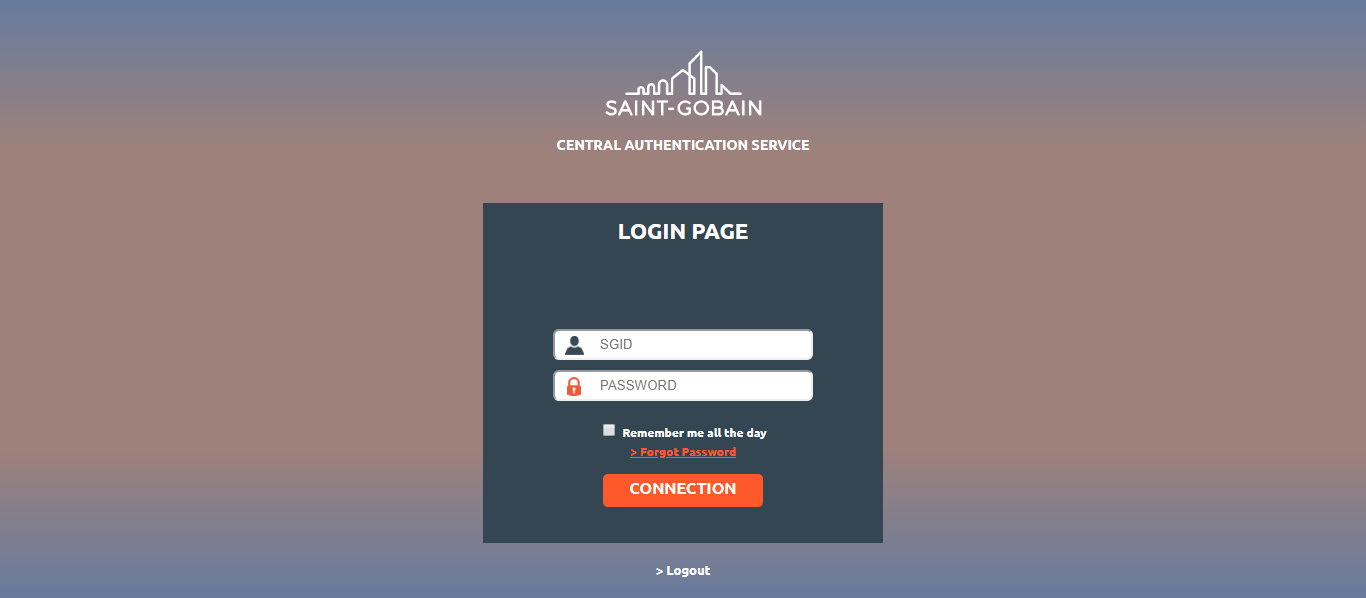 SAINT-GOBAIN
CENTRAL AUTHENTICATION SERVICE
LOGIN PAGE
SGID
PASSWORD
Remember me all the day
> Forgot Password
CONNECTION
> Logout